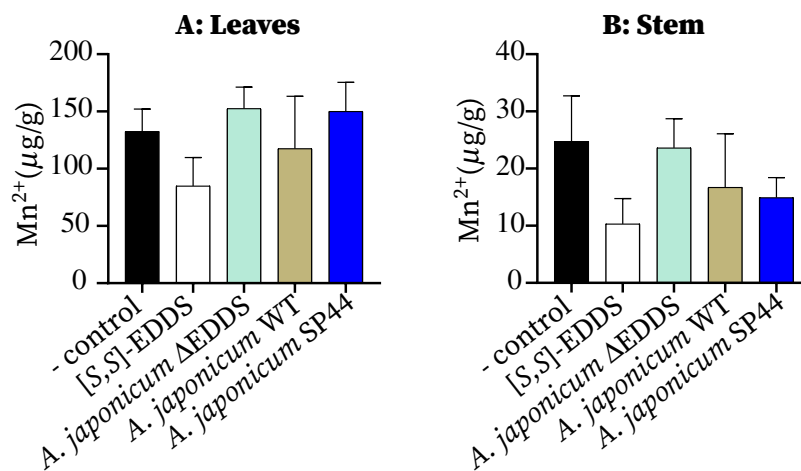 A: Leaves
Mn²⁺(μg/g)
200
150
100
50
0
- control
[S,S]-EDDS
A. japonicum ΔEDDS
A. japonicum WT
A. japonicum SP44
B: Stem
Mn²⁺(μg/g)
40
30
20
10
0
- control
[S,S]-EDDS
A. japonicum ΔEDDS
A. japonicum WT
A. japonicum SP44